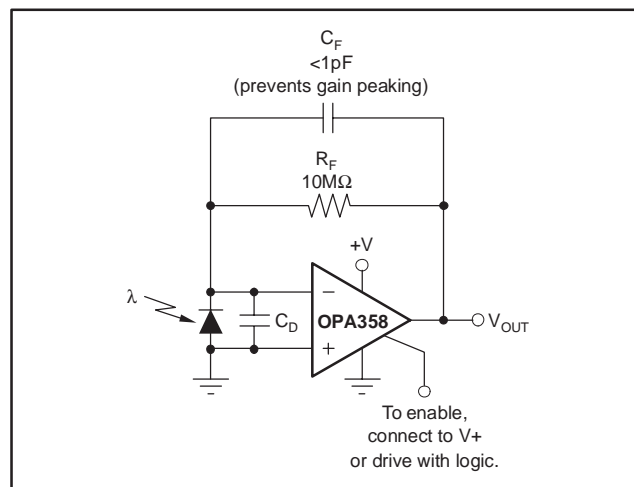 C_F
<1pF
(prevents gain peaking)
R_F
10MΩ
+V
λ
−
OPA358
C_D
+
V_OUT
To enable,
connect to V+
or drive with logic.